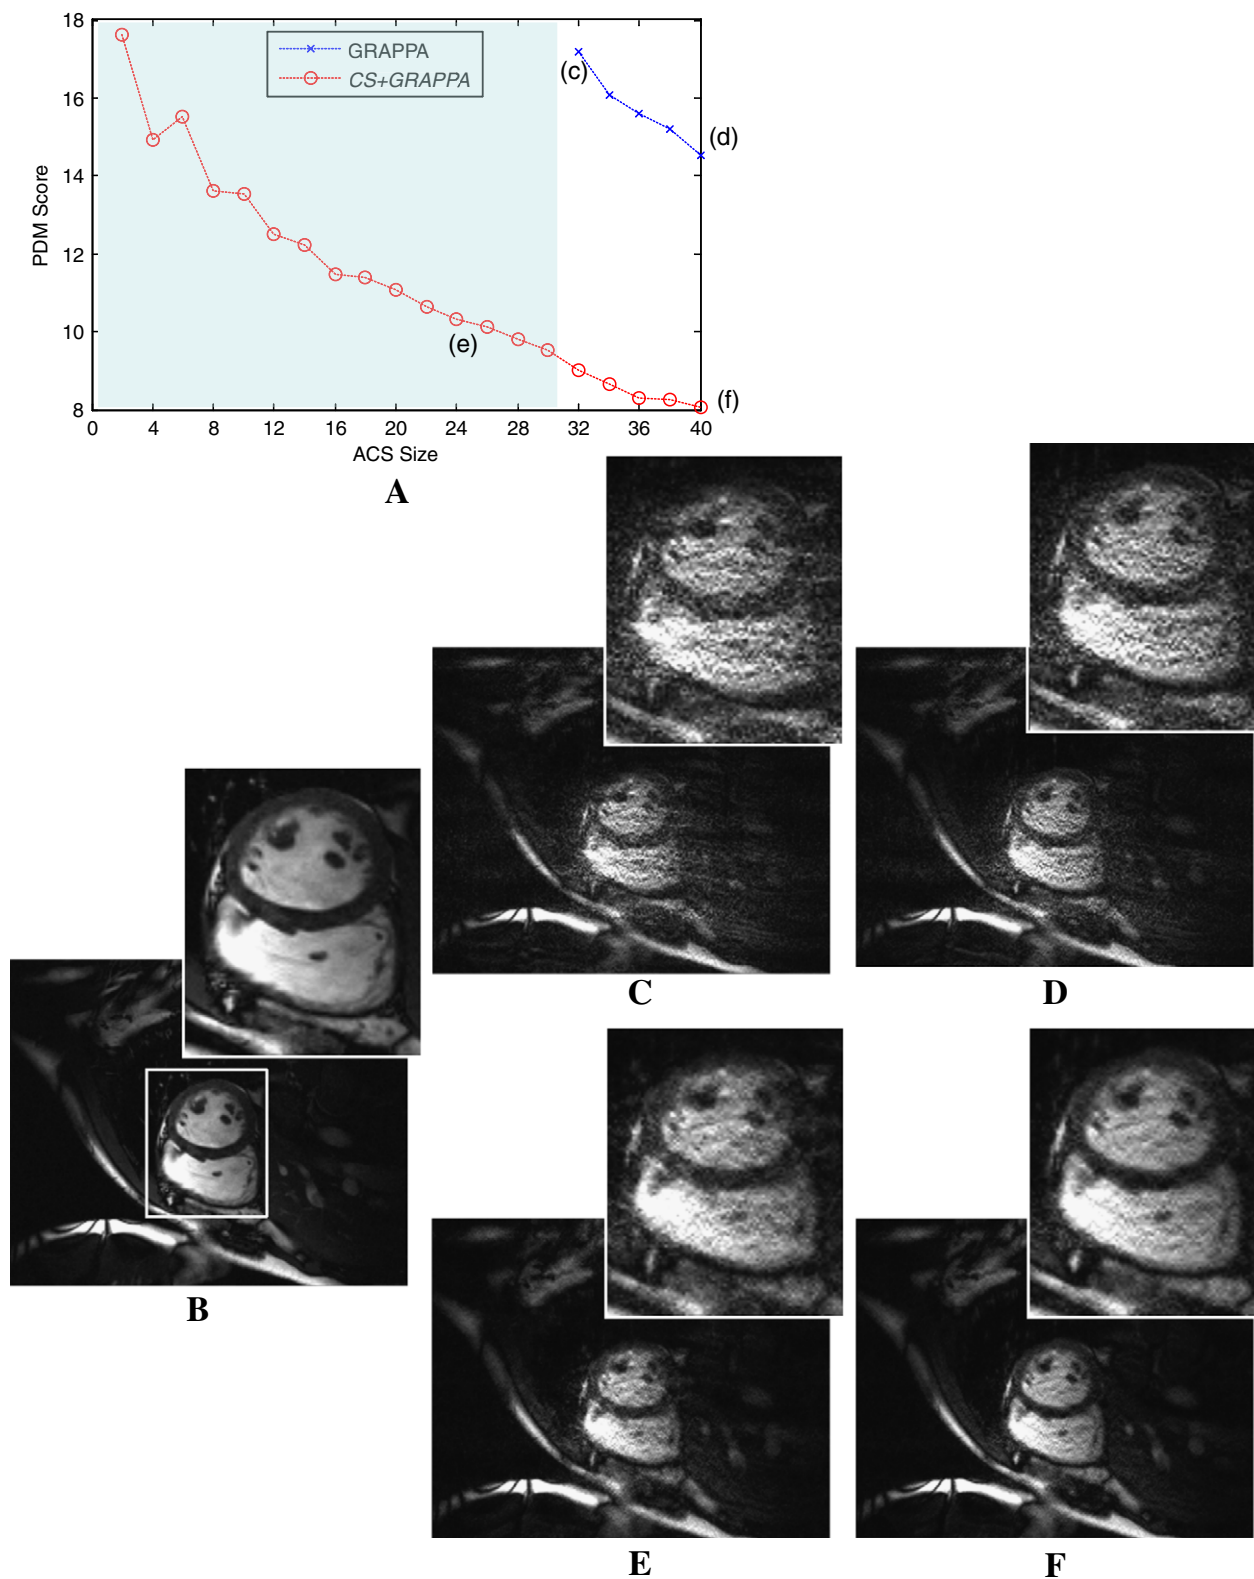 18
16
14
12
10
8
PDM Score
GRAPPA
CS+GRAPPA
(c)
(d)
(e)
(f)
0 4 8 12 16 20 24 28 32 36 40
ACS Size
A
B
C
D
E
F